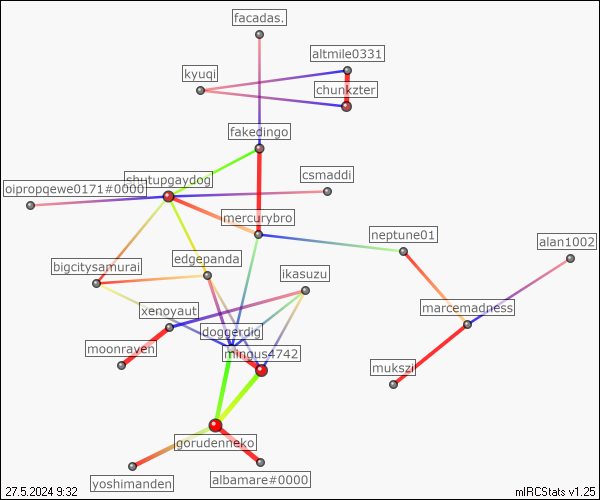 facadas.
altmile0331
kyuqi
chunkzter
fakedingo
csmaddi
shutupgaydog
oipropqewe0171#0000
mercurybro
neptune01
alan1002
edgepanda
bigcitysamurai
ikasuzu
xenoyaut
marcemadness
doggerdig
moonraven
mingus4742
mukszi
gorudenneko
albamare#0000
yoshimanden
27.5.2024 9:32
mIRCStats v1.25